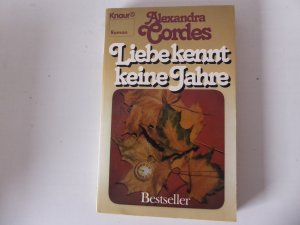 Knaur
Roman
Alexandra
Cordes
Liebe kennt
keine Jahre
Bestseller